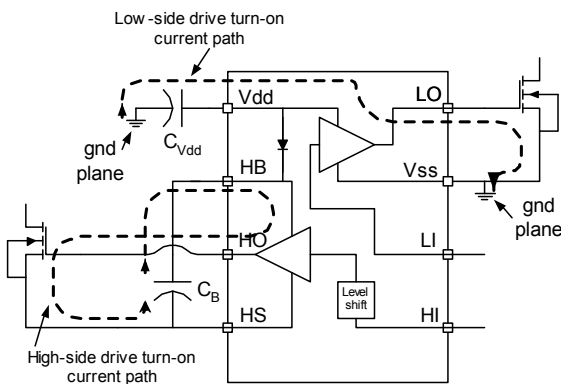 Low-side drive turn-on
current path
Vdd
LO
gnd
plane
CVdd
HB
Vss
gnd
plane
HO
LI
CB
Level
shift
HS
HI
High-side drive turn-on
current path